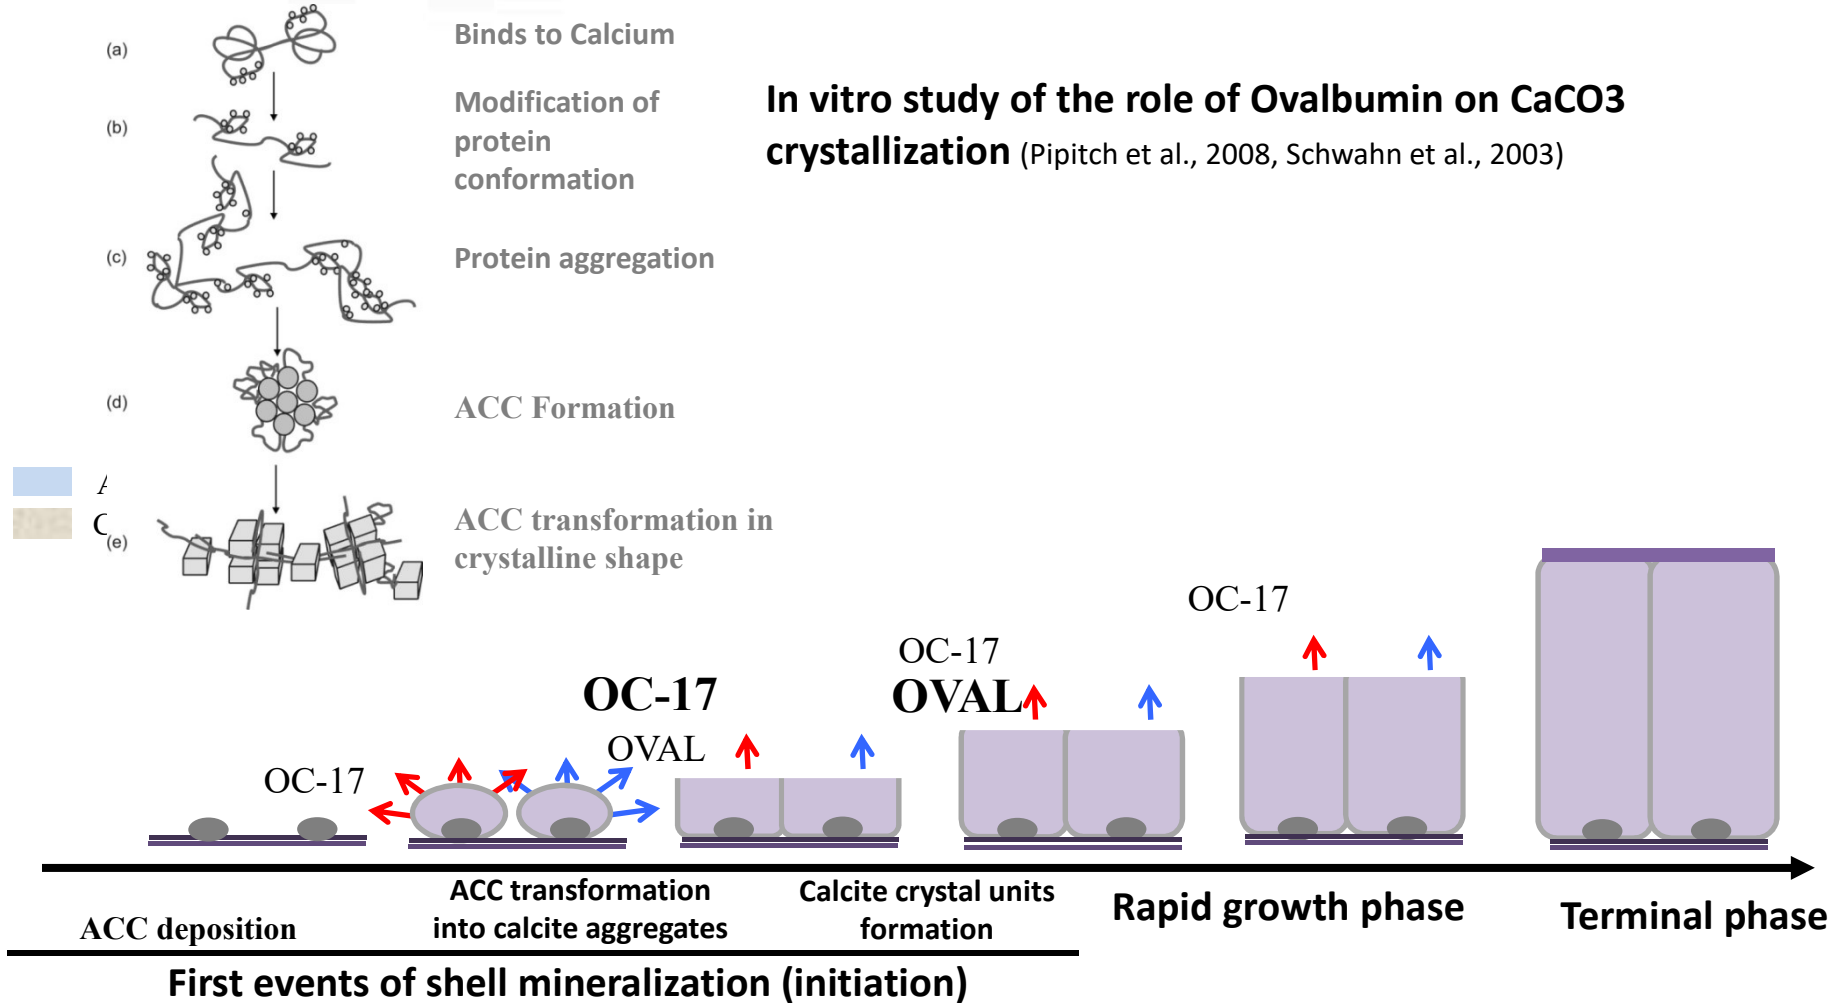 (a)
Binds to Calcium
(b)
Modification of
protein
conformation
In vitro study of the role of Ovalbumin on CaCO3
crystallization (Pipitch et al., 2008, Schwahn et al., 2003)
(c)
Protein aggregation
(d)
ACC Formation
(e)
ACC transformation in
crystalline shape
OC-17
OC-17
OVAL
OC-17
OVAL
OC-17
ACC deposition
ACC transformation
into calcite aggregates
Calcite crystal units
formation
Rapid growth phase
Terminal phase
First events of shell mineralization (initiation)